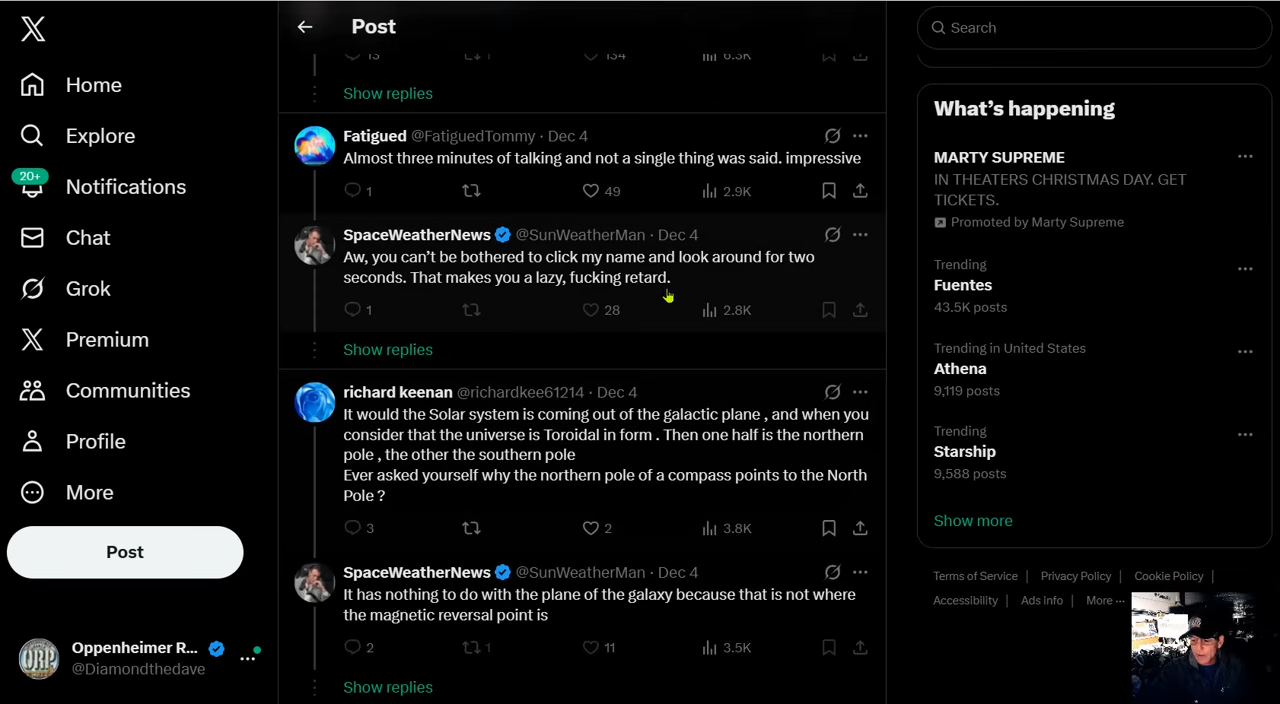 Post
Search
Home
Explore
20+
Notifications
Chat
Grok
Premium
Communities
Profile
More
Post
Oppenheimer R...
@Diamondthedave
13
1
134
6.3K
Show replies
Fatigued @FatiguedTommy · Dec 4
Almost three minutes of talking and not a single thing was said. impressive
1
49
2.9K
SpaceWeatherNews @SunWeatherMan · Dec 4
Aw, you can't be bothered to click my name and look around for two
seconds. That makes you a lazy, fucking retard.
1
28
2.8K
Show replies
richard keenan @richardkee61214 · Dec 4
It would the Solar system is coming out of the galactic plane , and when you
consider that the universe is Toroidal in form . Then one half is the northern
pole , the other the southern pole
Ever asked yourself why the northern pole of a compass points to the North
Pole ?
3
2
3.8K
SpaceWeatherNews @SunWeatherMan · Dec 4
It has nothing to do with the plane of the galaxy because that is not where
the magnetic reversal point is
2
1
11
3.5K
Show replies
What's happening
MARTY SUPREME
IN THEATERS CHRISTMAS DAY. GET
TICKETS.
Promoted by Marty Supreme
Trending
Fuentes
43.5K posts
Trending in United States
Athena
9,119 posts
Trending
Starship
9,588 posts
Show more
Terms of Service | Privacy Policy | Cookie Policy |
Accessibility | Ads info | More ···
ORP